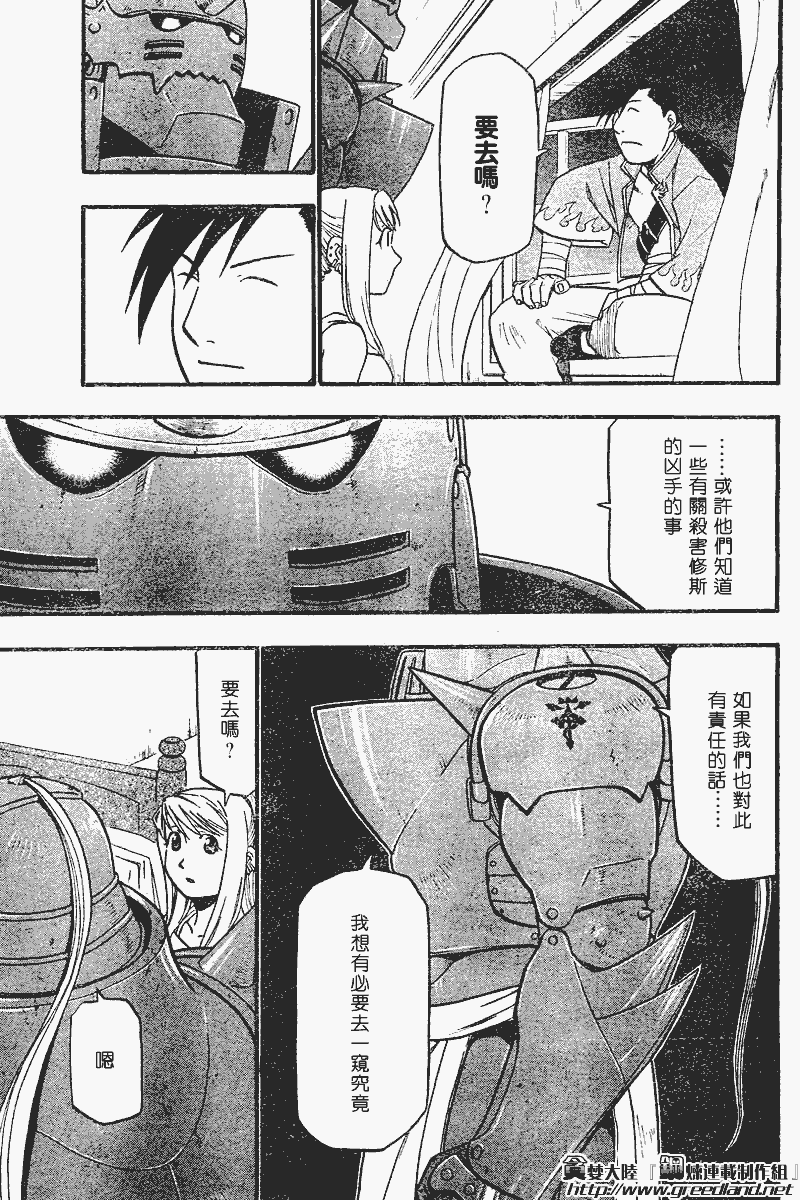 要去嗎?
……或許他們知道
一些有關殺害修斯
的凶手的事
如果我們也對此
有責任的話……
我想有必要去一窺究竟
要去嗎?
嗯
雙大陸『 煉連載制作組』
http://www.greedland.net